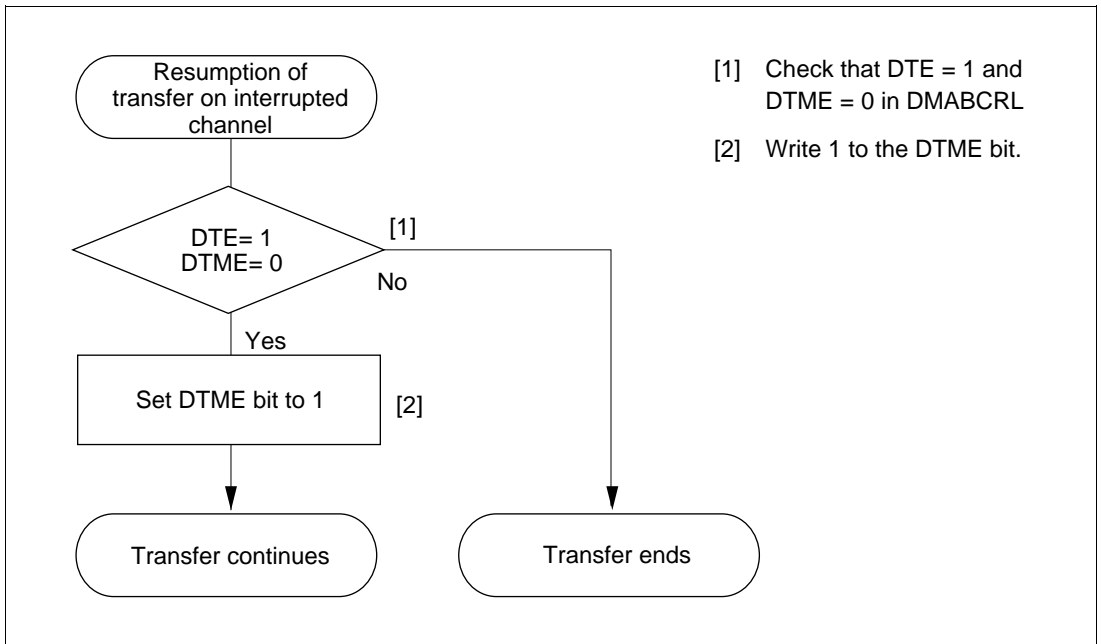 Resumption of
transfer on interrupted
channel
[1] Check that DTE = 1 and
DTME = 0 in DMABCRL
[2] Write 1 to the DTME bit.
DTE= 1
DTME= 0
[1]
No
Yes
Set DTME bit to 1
[2]
Transfer continues
Transfer ends